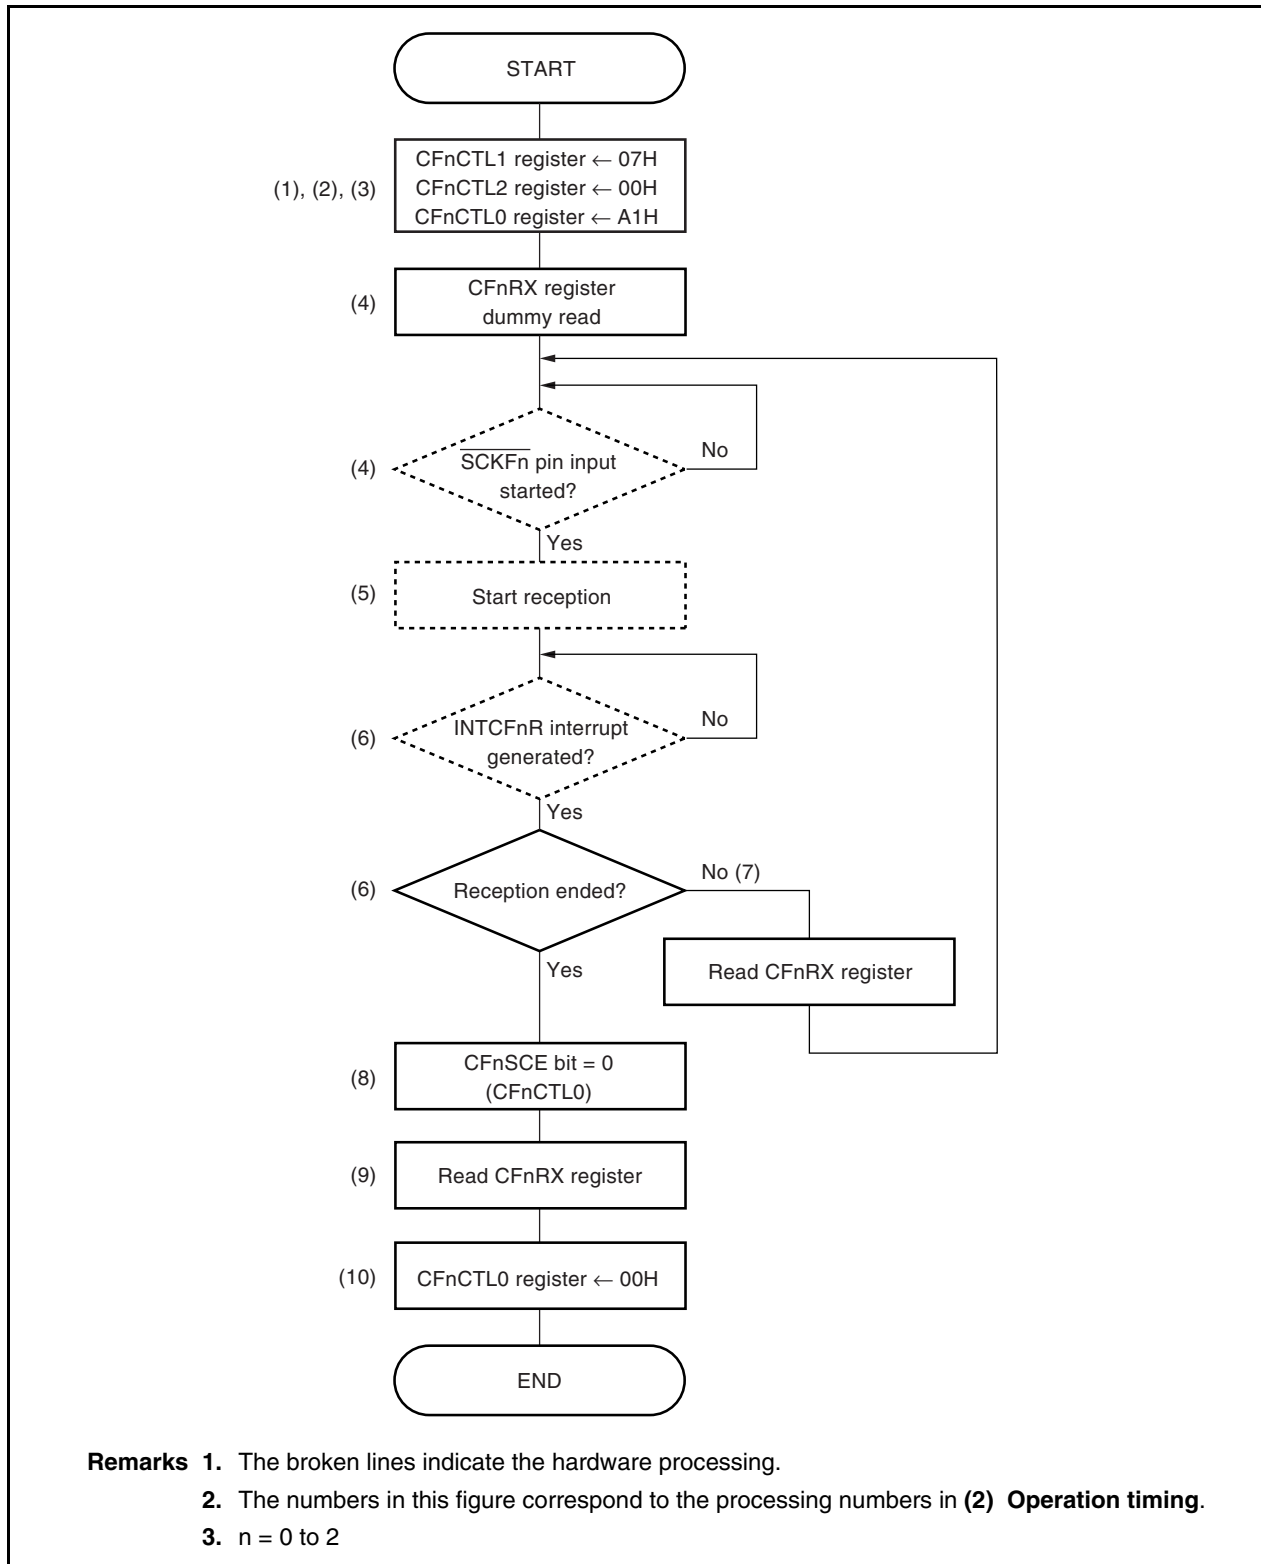 START
CFnCTL1 register ← 07H
(1), (2), (3)
CFnCTL2 register ← 00H
CFnCTL0 register ← A1H
(4)
CFnRX register
dummy read
(4)
SCKFn pin input
started?
No
Yes
(5)
Start reception
(6)
INTCFnR interrupt
generated?
No
Yes
(6)
Reception ended?
No (7)
Read CFnRX register
Yes
(8)
CFnSCE bit = 0
(CFnCTL0)
(9)
Read CFnRX register
(10)
CFnCTL0 register ← 00H
END
Remarks 1. The broken lines indicate the hardware processing.
2. The numbers in this figure correspond to the processing numbers in (2) Operation timing.
3. n = 0 to 2